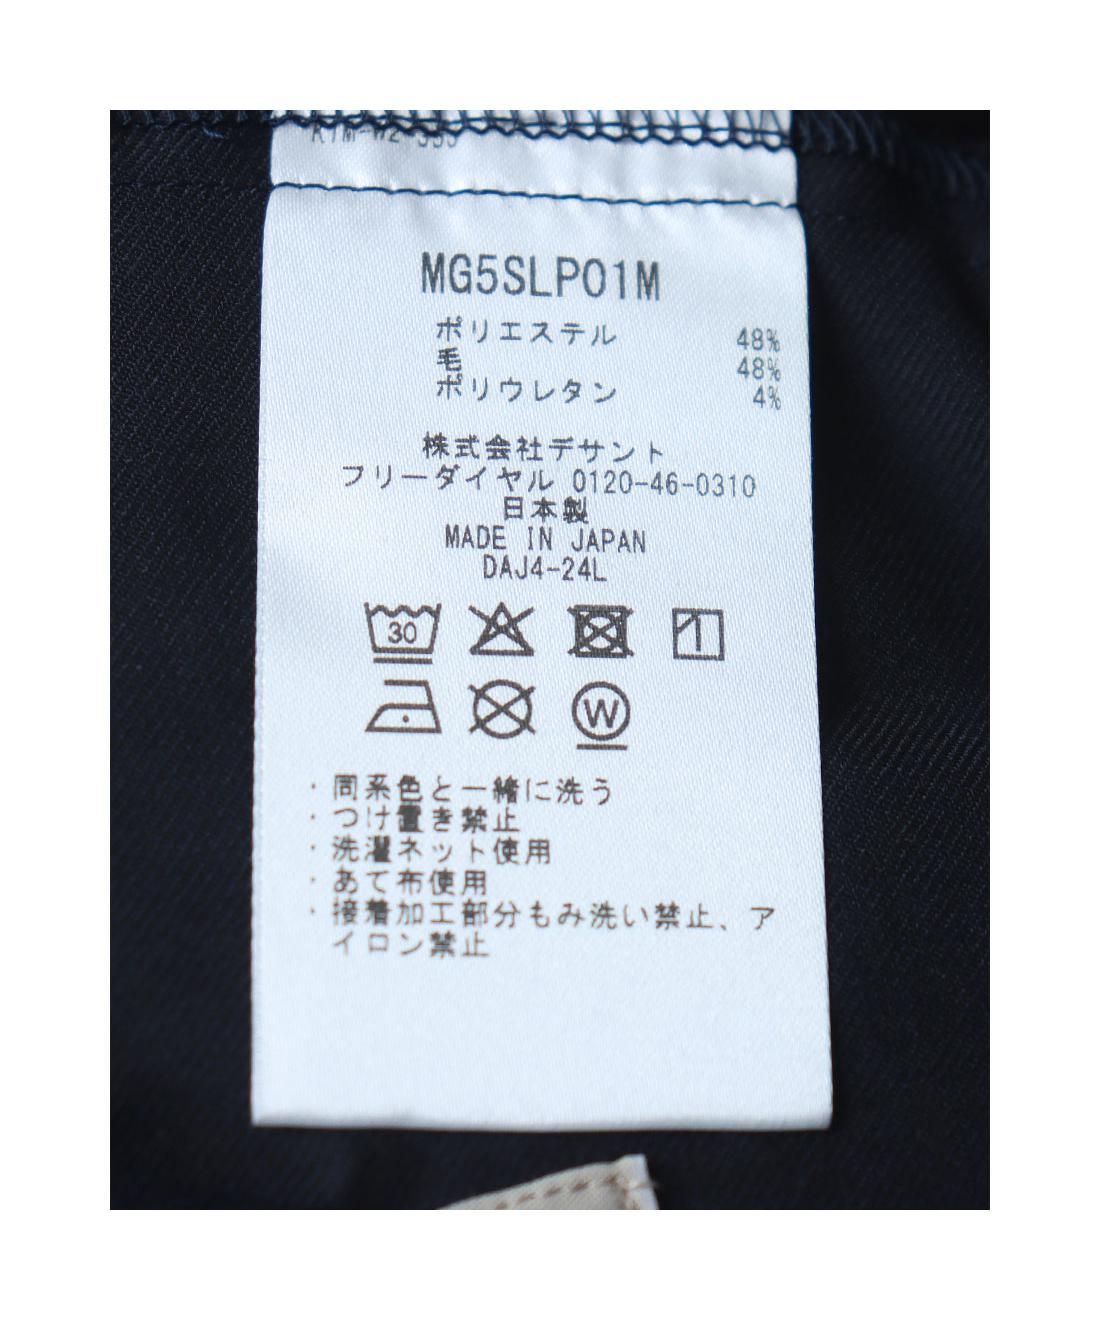 MG5SLP01M
ポリエステル 48%
毛 48%
ポリウレタン 4%
株式会社デサント
フリーダイヤル 0120-46-0310
日本製
MADE IN JAPAN
DAJ4-24L
30
W
・同系色と一緒に洗う
・つけ置き禁止
・洗濯ネット使用
・あて布使用
・接着加工部分もみ洗い禁止、ア
イロン禁止